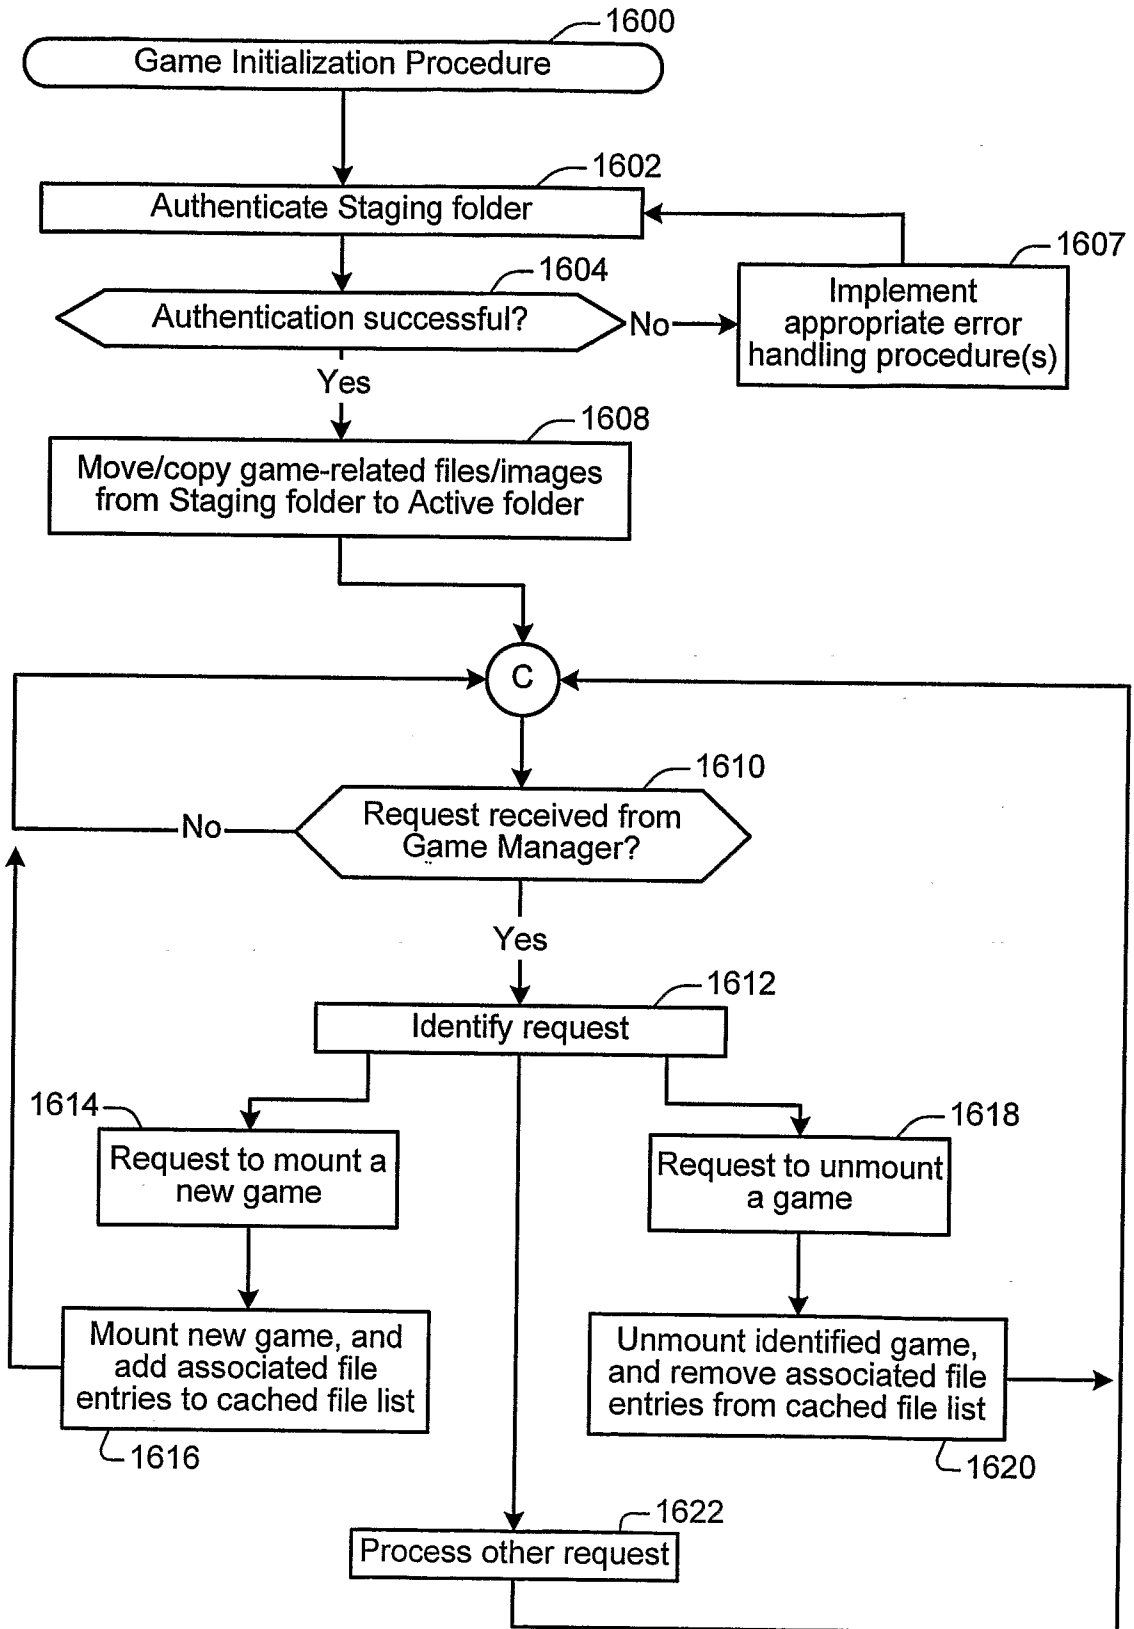 1600
Game Initialization Procedure
1602
Authenticate Staging folder
1604
Authentication successful?
No
1607
Implement
appropriate error
handling procedure(s)
Yes
1608
Move/copy game-related files/images
from Staging folder to Active folder
C
1610
Request received from
Game Manager?
No
Yes
1612
Identify request
1614
Request to mount a
new game
1618
Request to unmount
a game
Mount new game, and
add associated file
entries to cached file list
1616
Unmount identified game,
and remove associated file
entries from cached file list
1620
1622
Process other request